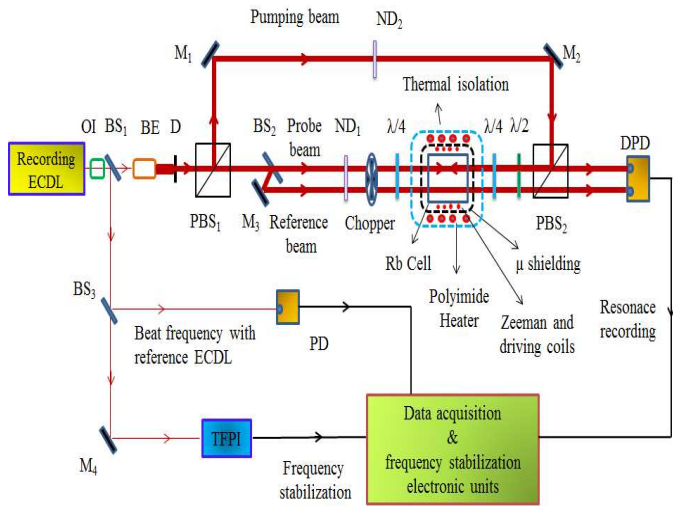 Pumping beam
ND2
M1
M2
Thermal isolation
OI
BS1
BE
D
BS2
Probe
beam
ND1
λ/4
λ/4
λ/2
DPD
Recording
ECDL
PBS1
M3
Reference
beam
Chopper
PBS2
Rb Cell
μ shielding
Polyimide
Heater
Zeeman and
driving coils
Resonace
recording
BS3
Beat frequency with
reference ECDL
PD
Data acquisition
&
frequency stabilization
electronic units
TFPI
M4
Frequency
stabilization